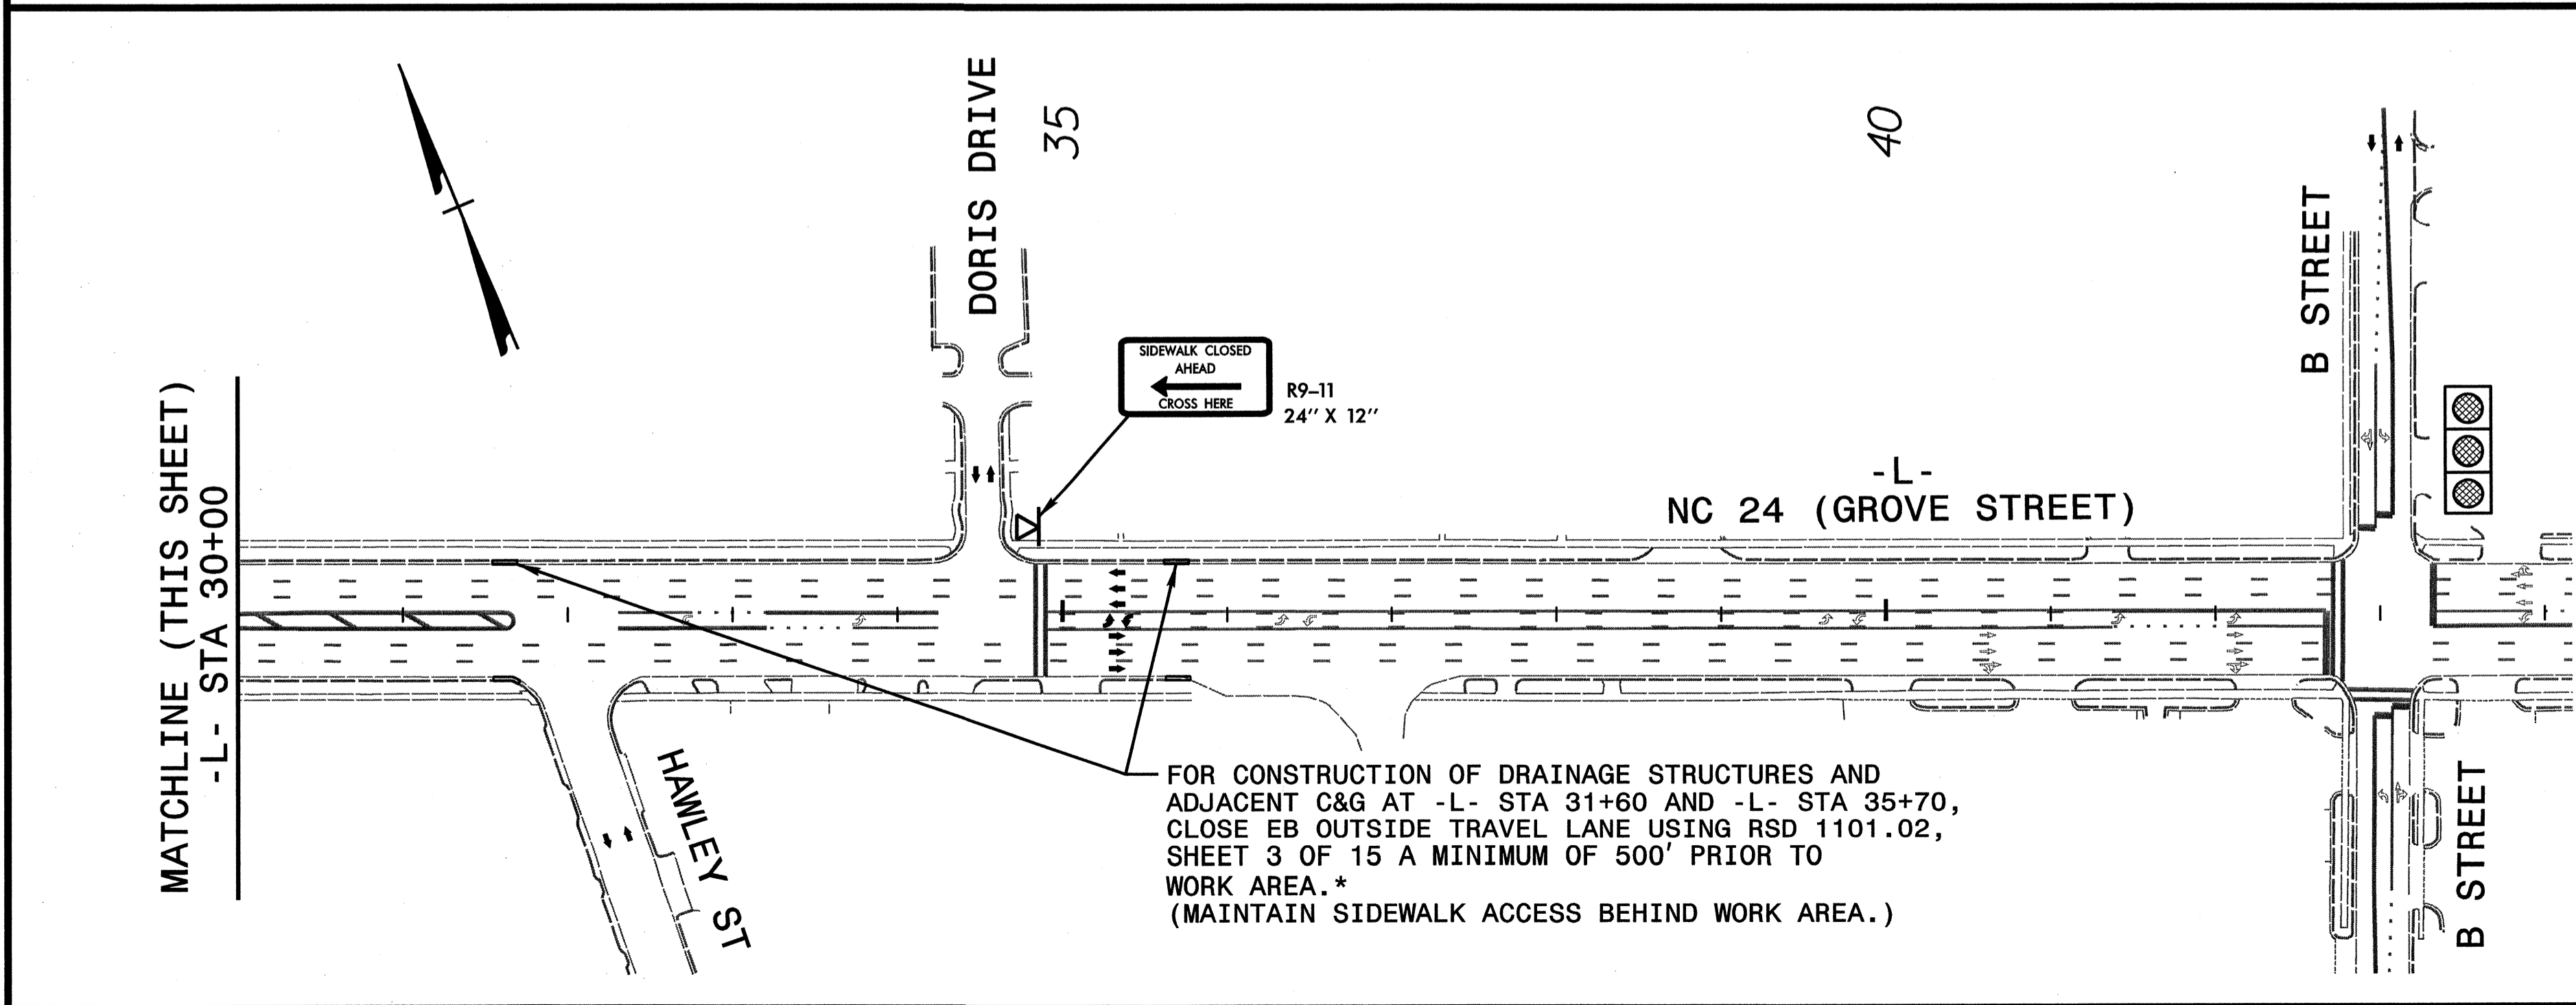 MATCHLINE (THIS SHEET)
-L- STA 30+00
DORIS DRIVE
35
40
SIDEWALK CLOSED
AHEAD
CROSS HERE
R9-11
24" X 12"
-L-
NC 24 (GROVE STREET)
B STREET
HAWLEY ST
FOR CONSTRUCTION OF DRAINAGE STRUCTURES AND
ADJACENT C&G AT -L- STA 31+60 AND -L- STA 35+70,
CLOSE EB OUTSIDE TRAVEL LANE USING RSD 1101.02,
SHEET 3 OF 15 A MINIMUM OF 500' PRIOR TO
WORK AREA.*
(MAINTAIN SIDEWALK ACCESS BEHIND WORK AREA.)
B STREET